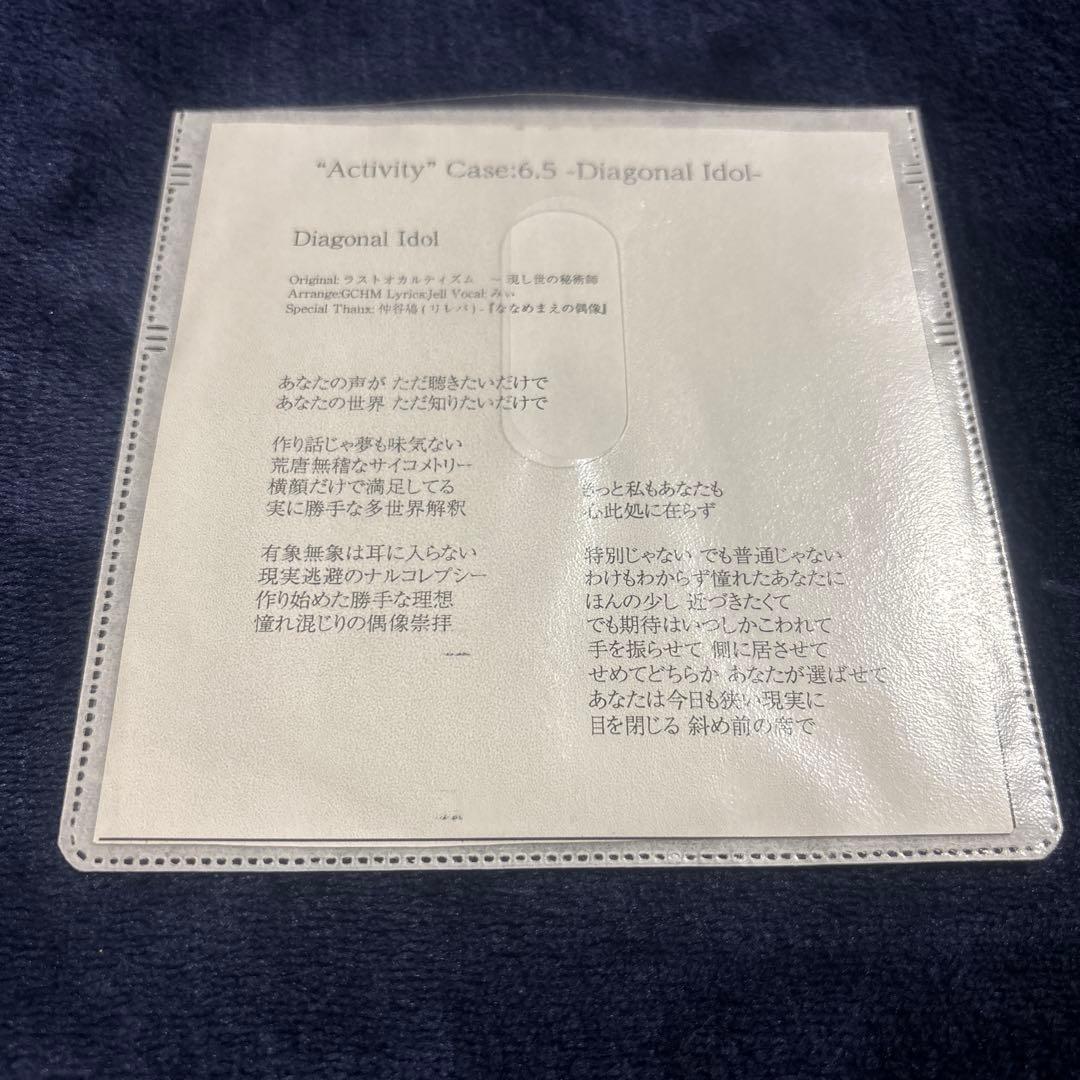 “Activity” Case:6.5 -Diagonal Idol-
Diagonal Idol
Original: ラストオカルティズム ～ 現し世の秘術師
Arrange:GCHM Lyrics:Jell Vocal: みぃ
Special Thanx: 仲谷鳰 ( リレパ ) - 『ななめまえの偶像』
あなたの声が ただ聴きたいだけで
あなたの世界 ただ知りたいだけで
作り話じゃ夢も味気ない
荒唐無稽なサイコメトリー
横顔だけで満足してる
実に勝手な多世界解釈
有象無象は耳に入らない
現実逃避のナルコレプシー
作り始めた勝手な理想
憧れ混じりの偶像崇拝
きっと私もあなたも
心此処に在らず
特別じゃない でも普通じゃない
わけもわからず憧れたあなたに
ほんの少し 近づきたくて
でも期待はいつしかこわれて
手を振らせて 側に居させて
せめてどちらか あなたが選ばせて
あなたは今日も狭い現実に
目を閉じる 斜め前の席で